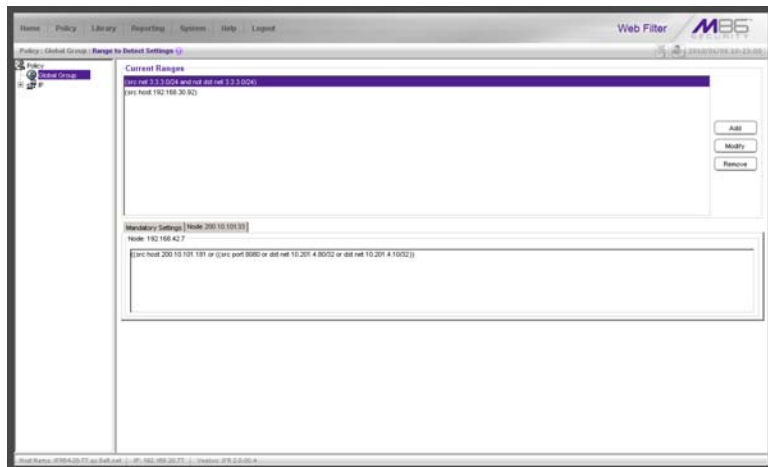 Home Policy Library Reporting System Help Logout
Web Filter
M86 SECURITY
Policy : Global Group : Range to Detect Settings
Policy
Global Group
IP
Current Ranges
(src net 3.3.3.0/24 and not dst net 3.3.3.0/24)
(src host 192.168.30.92)
Add
Modify
Remove
Mandatory Settings Node: 200.10.101.33
Node: 192.168.42.7
((src host 200.10.101.181 or ((src port 8080 or dst net 10.201.4.80/32 or dst net 10.201.4.10/32))